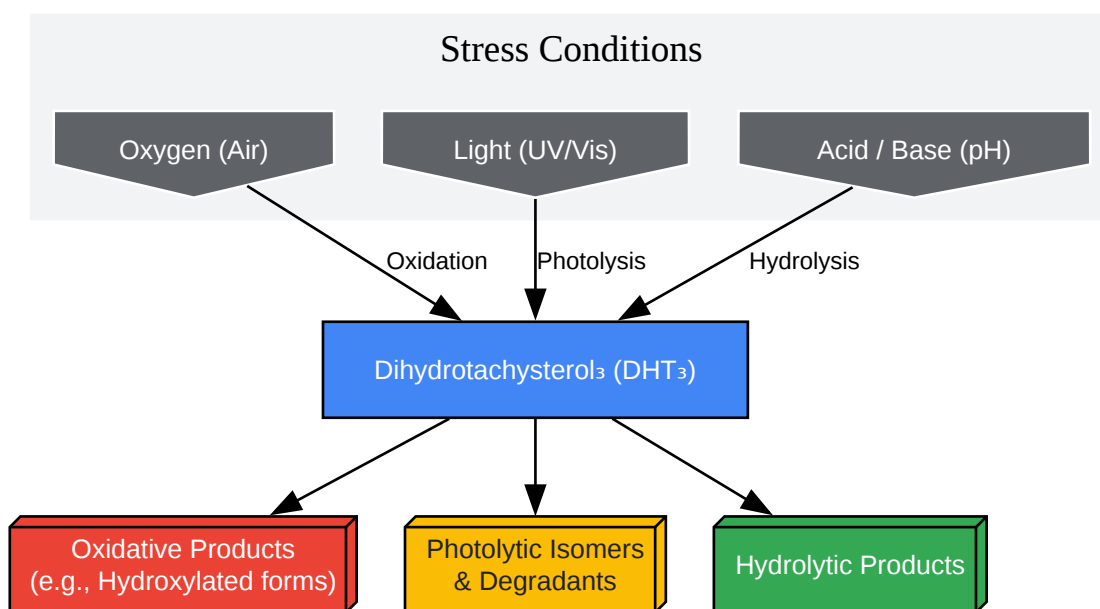 Stress Conditions
Oxygen (Air)
Light (UV/Vis)
Acid / Base (pH)
Oxidation
Photolysis
Hydrolysis
Dihydrotachysterol₃ (DHT₃)
Oxidative Products
(e.g., Hydroxylated forms)
Photolytic Isomers
& Degradants
Hydrolytic Products